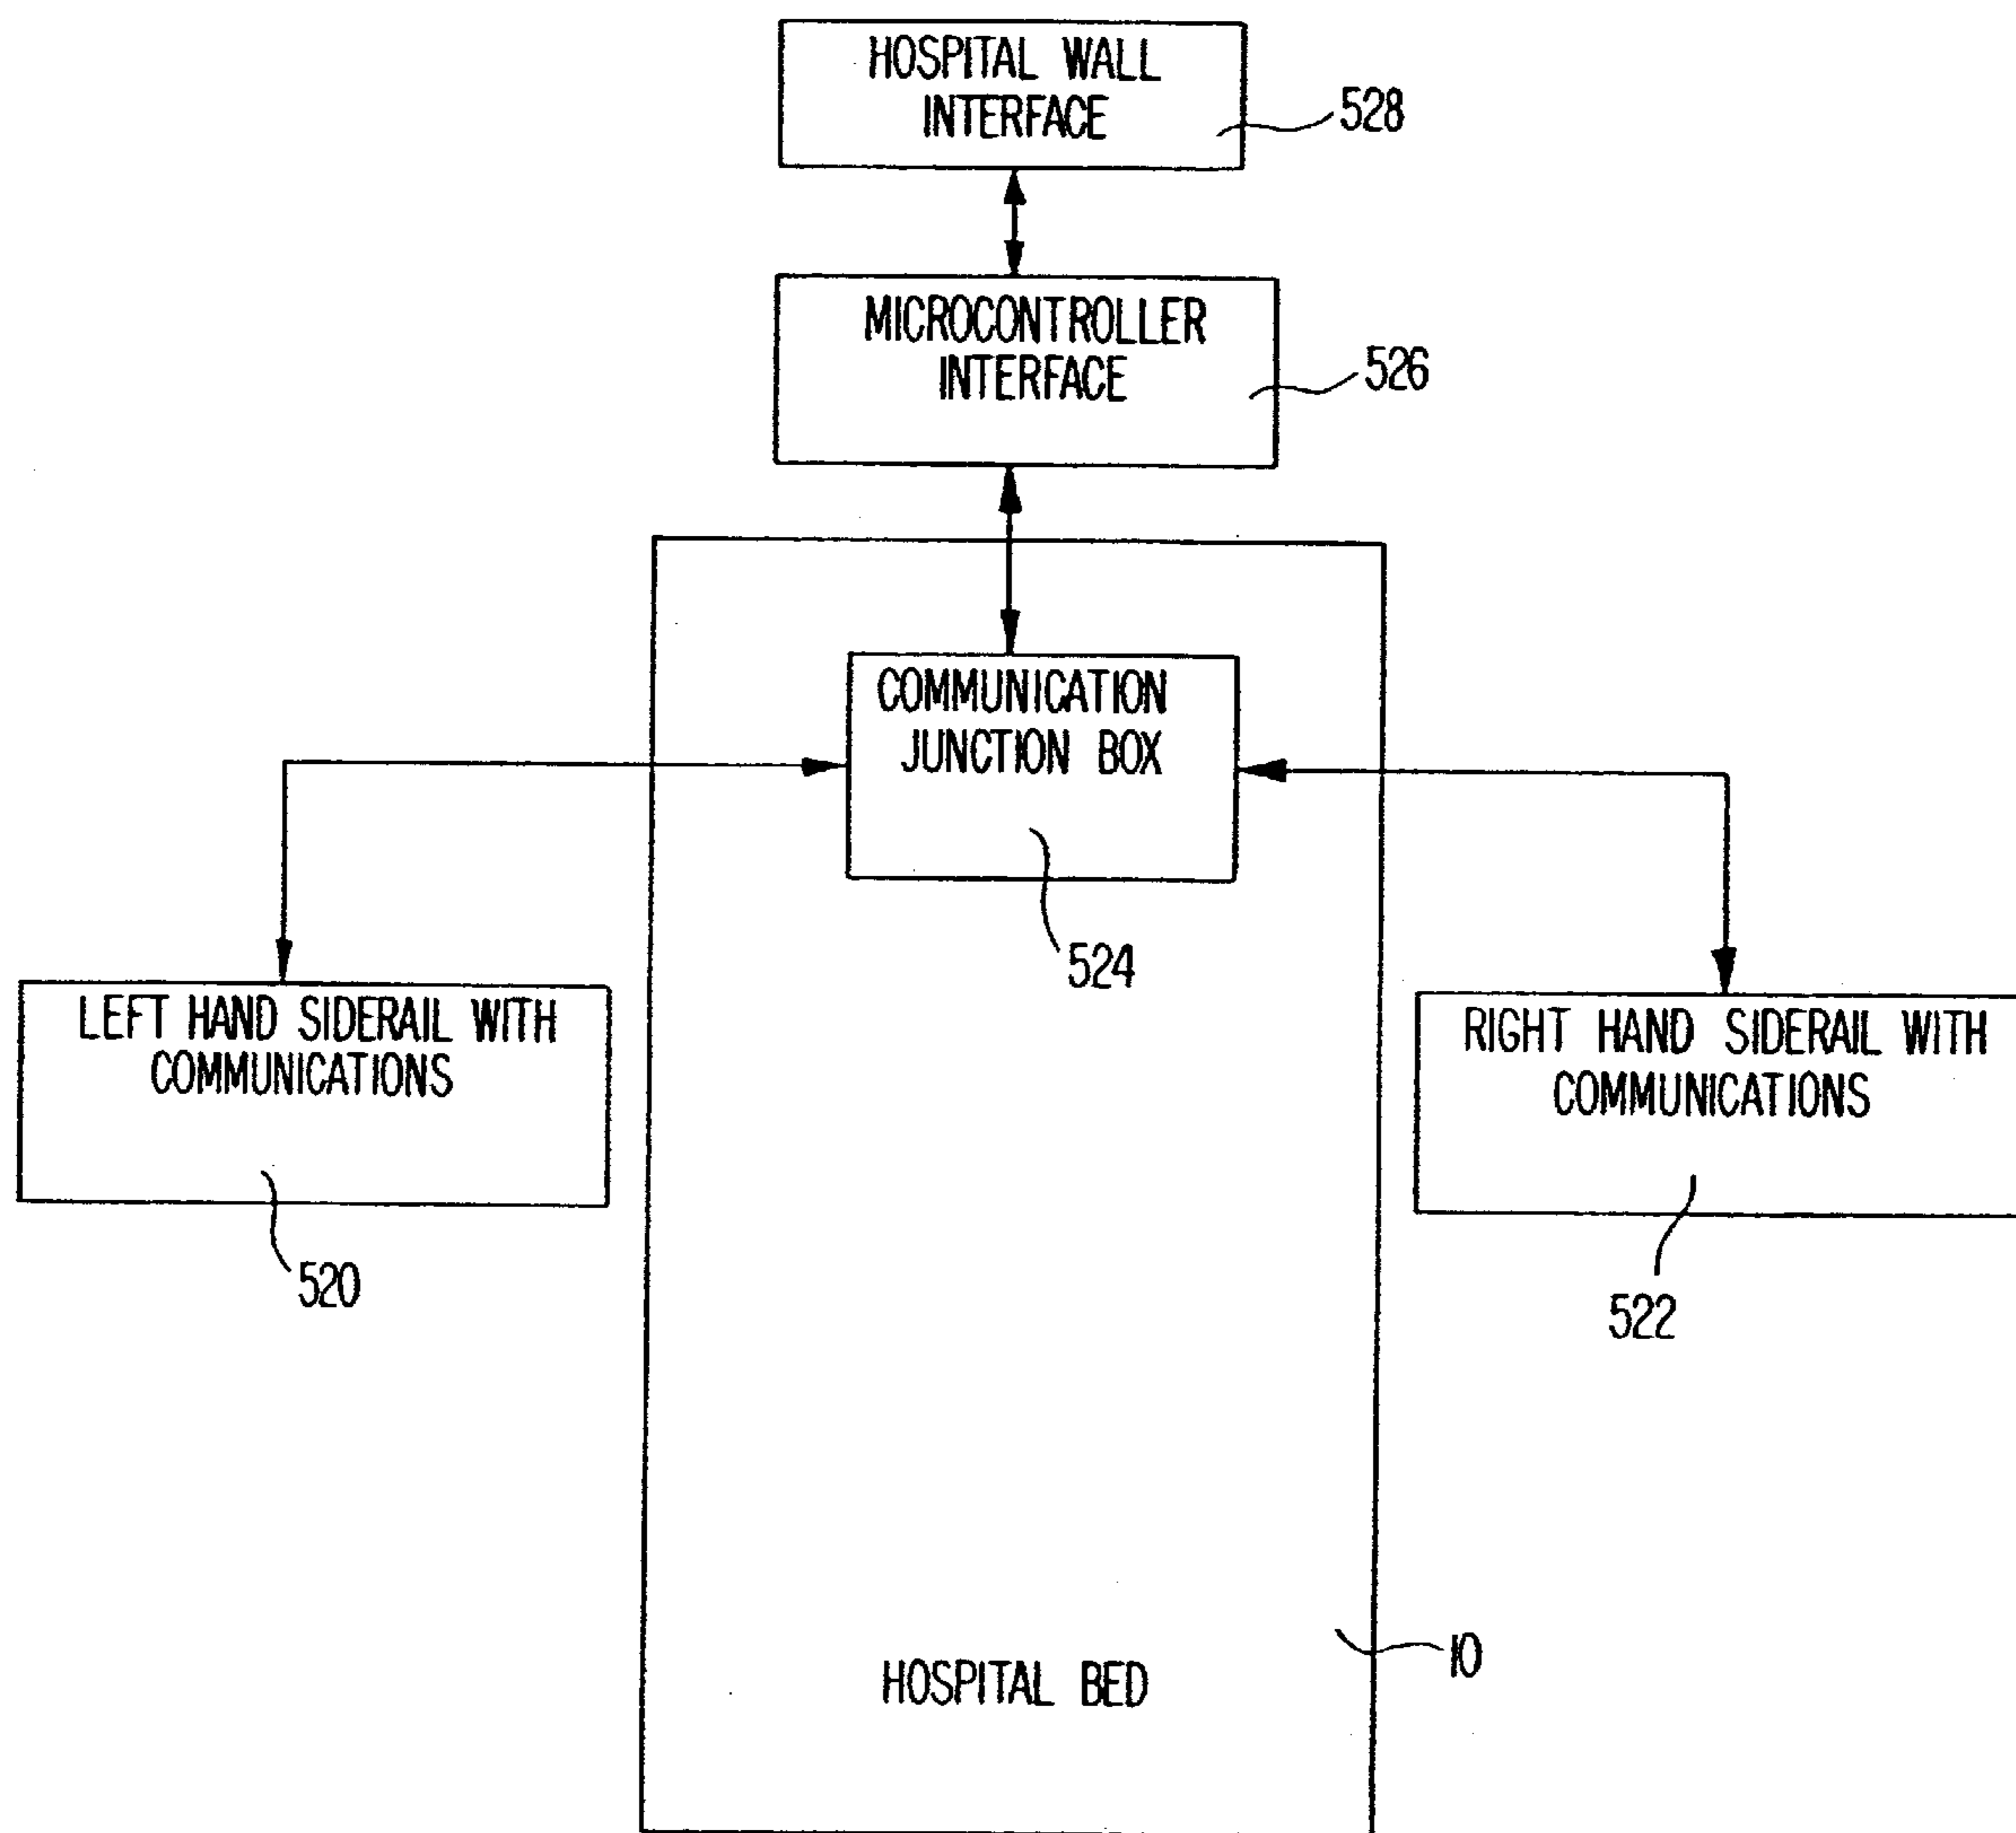 HOSPITAL WALL
INTERFACE
528
MICROCONTROLLER
INTERFACE
526
COMMUNICATION
JUNCTION BOX
524
LEFT HAND SIDERAIL WITH
COMMUNICATIONS
520
RIGHT HAND SIDERAIL WITH
COMMUNICATIONS
522
HOSPITAL BED
10